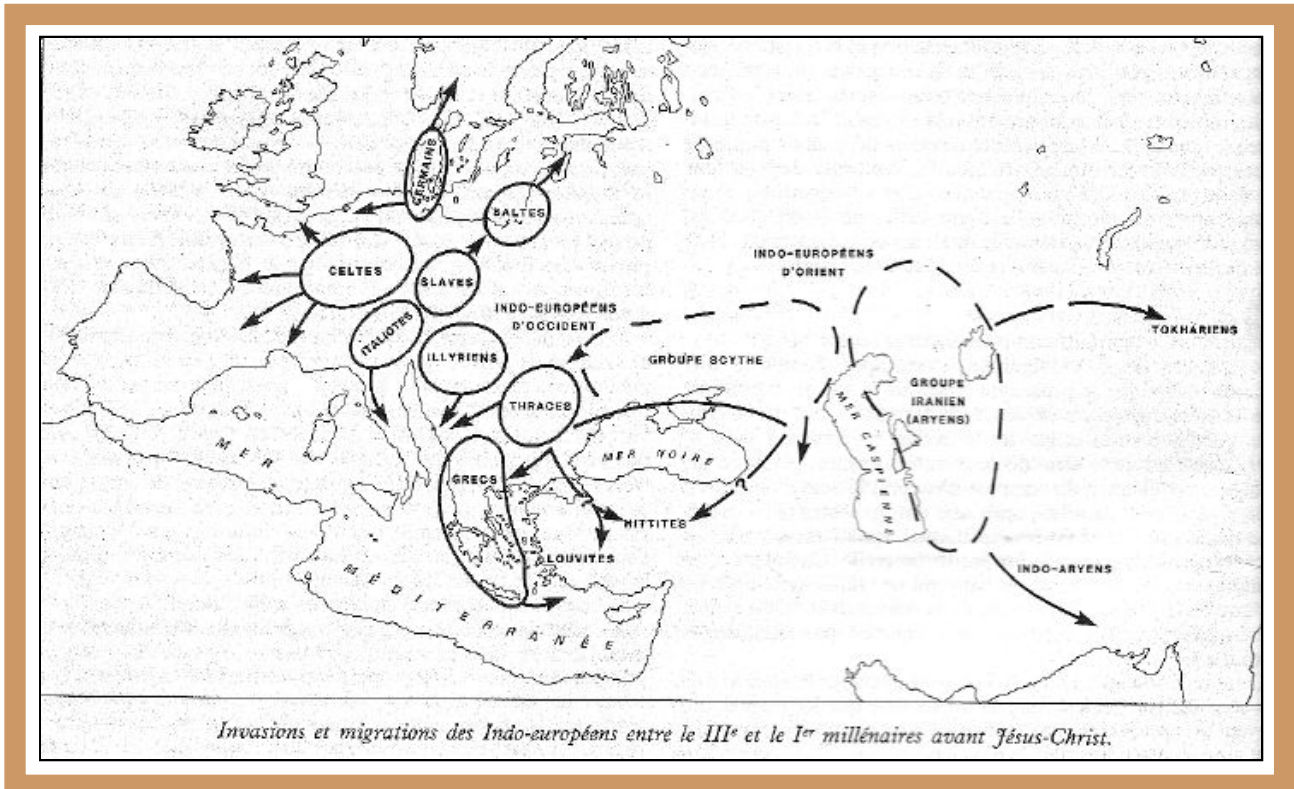 GERMAINS
BALTES
CELTES
SLAVES
INDO-EUROPÉENS
D'ORIENT
INDO-EUROPÉENS
D'OCCIDENT
ITALIOTES
ILLYRIENS
GROUPE SCYTHE
TOKHARIENS
THRACES
GROUPE
IRANIEN
(ARYENS)
MER CASPIENNE
MER NOIRE
GRECS
HITTITES
LOUVITES
INDO-ARYENS
MER
MÉDITERRANÉE
Invasions et migrations des Indo-européens entre le IIIe et le Ier millénaires avant Jésus-Christ.